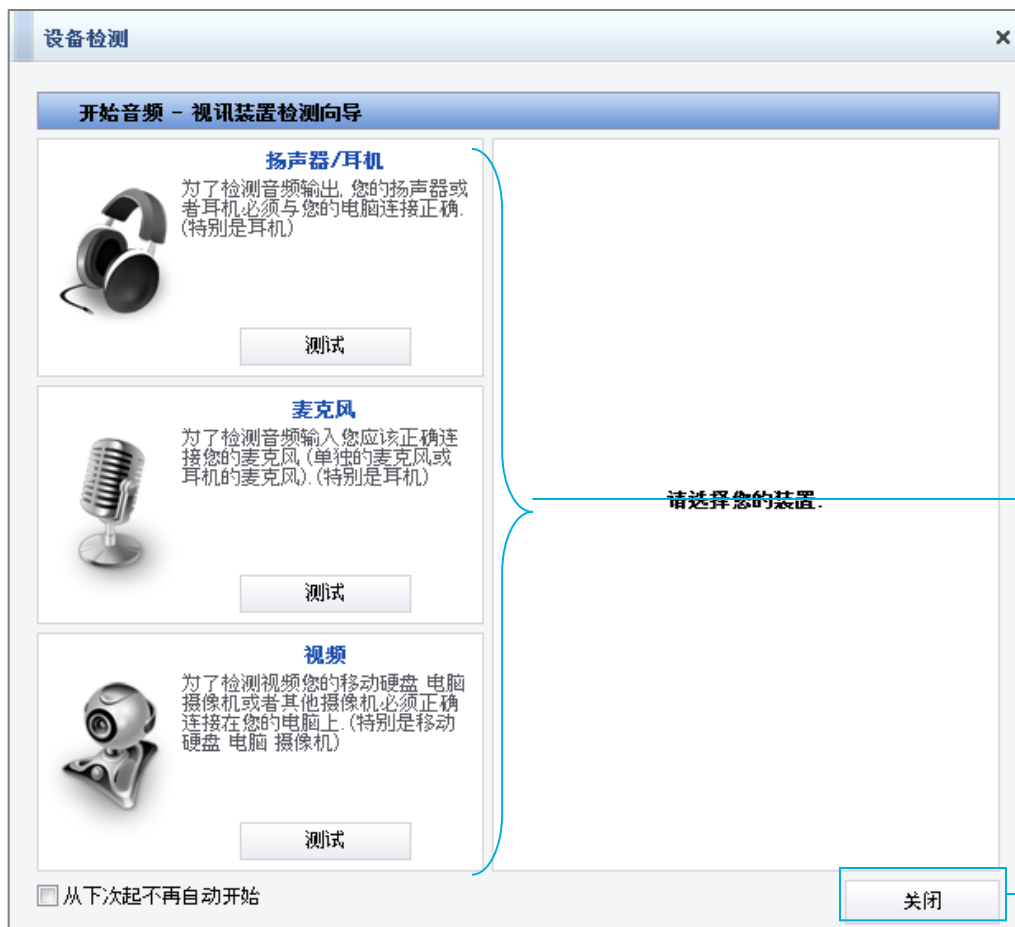 设备检测
开始音频 - 视讯装置检测向导
扬声器/耳机
为了检测音频输出, 您的扬声器或
者耳机必须与您的电脑连接正确.
(特别是耳机)
测试
麦克风
为了检测音频输入您应该正确连
接您的麦克风 (单独的麦克风或
耳机的麦克风). (特别是耳机)
测试
视频
为了检测视频您的移动硬盘 电脑
摄像机或者其他摄像机必须正确
连接在您的电脑上. (特别是移动
硬盘 电脑 摄像机)
测试
请选择您的装置.
从下次起不再自动开始
关闭